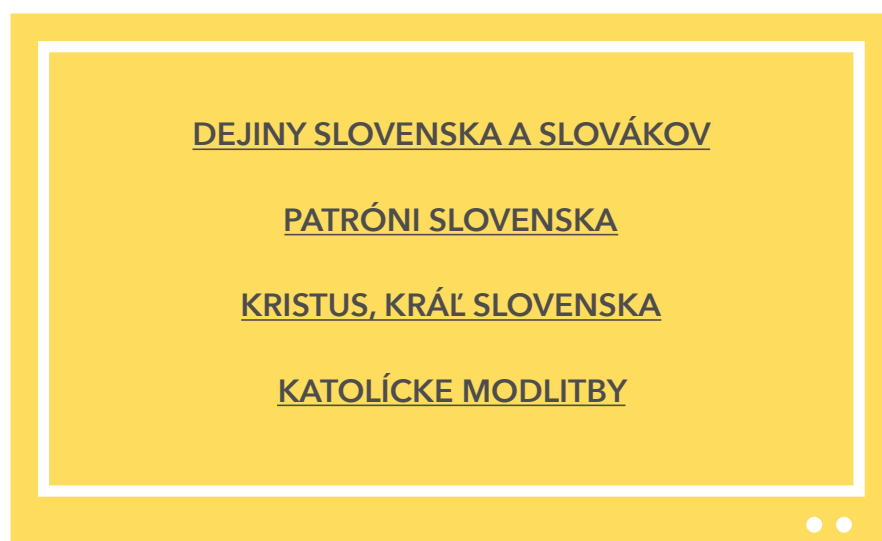 DEJINY SLOVENSKA A SLOVÁKOV
PATRÓNI SLOVENSKA
KRISTUS, KRÁĽ SLOVENSKA
KATOLÍCKE MODLITBY